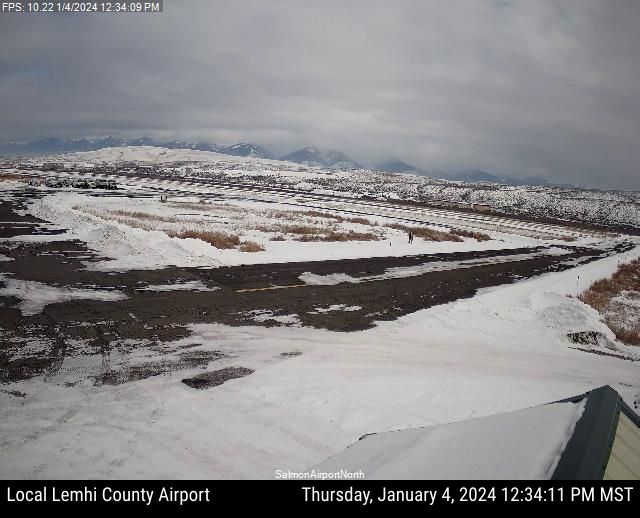 FPS: 10.22 1/4/2024 12:34:09 PM
SalmonAirportNorth
Local Lemhi County Airport Thursday, January 4, 2024 12:34:11 PM MST